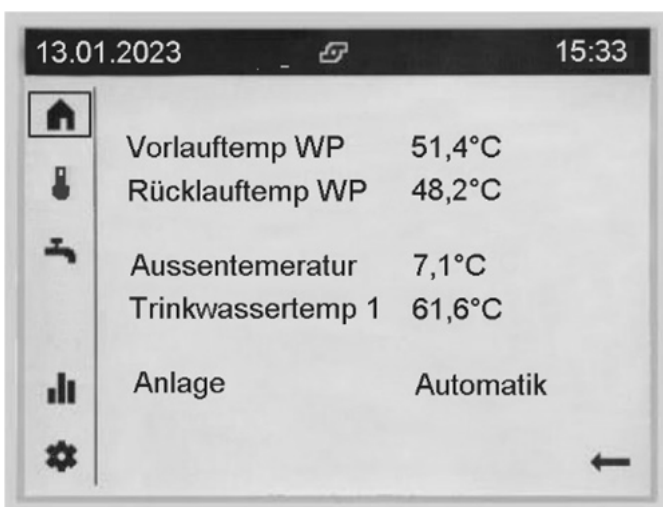 13.01.2023 15:33
Vorlauftemp WP 51,4°C
Rücklauftemp WP 48,2°C
Aussentemeratur 7,1°C
Trinkwassertemp 1 61,6°C
Anlage Automatik